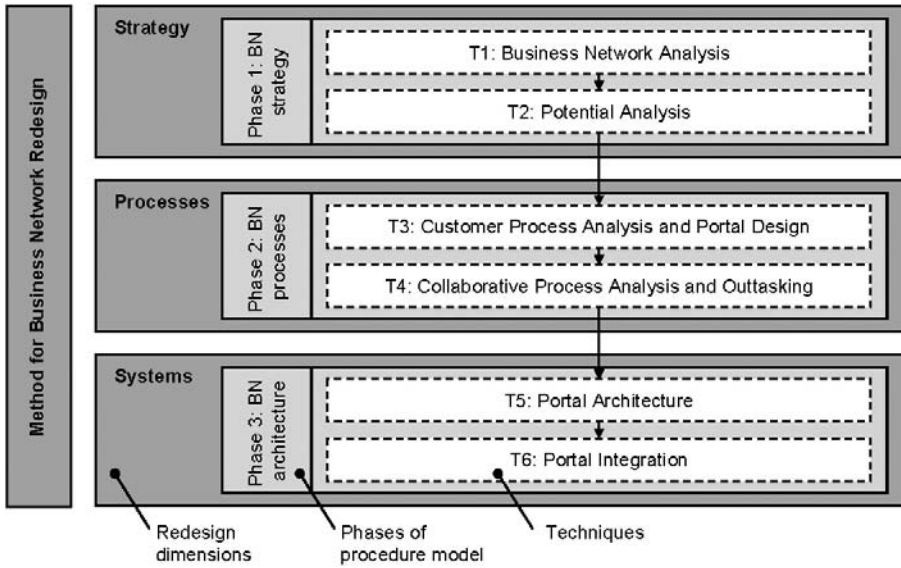 Method for Business Network Redesign
Strategy
Phase 1: BN
strategy
T1: Business Network Analysis
T2: Potential Analysis
Processes
Phase 2: BN
processes
T3: Customer Process Analysis and Portal Design
T4: Collaborative Process Analysis and Outtasking
Systems
Phase 3: BN
architecture
T5: Portal Architecture
T6: Portal Integration
Redesign
dimensions
Phases of
procedure model
Techniques